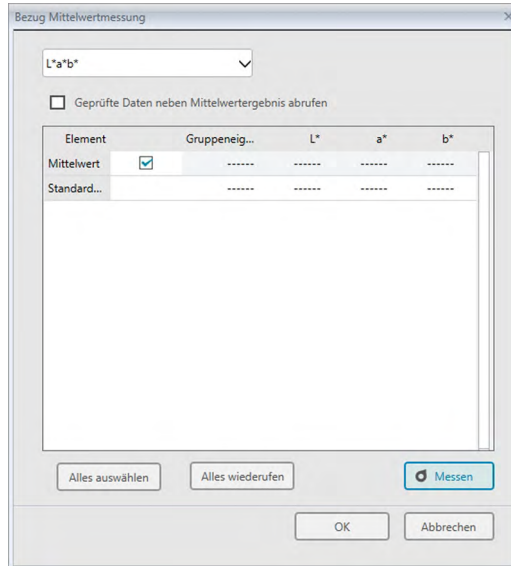 Bezug Mittelwertmessung
L*a*b*
Geprüfte Daten neben Mittelwertergebnis abrufen
Element Gruppeneig... L* a* b*
Mittelwert ------ ------ ------ ------
Standard... ------ ------ ------ ------
Alles auswählen Alles wiederufen Messen
OK Abbrechen